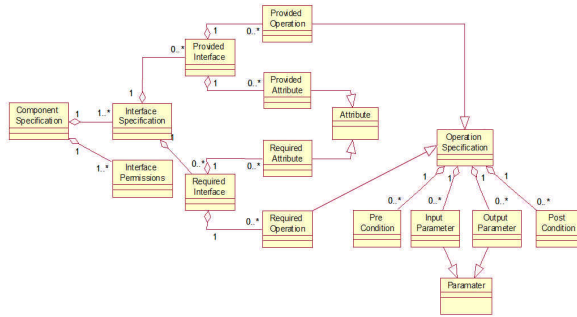 Provided
Operation
0..*
1
0..*
Provided
Interface
1
0..*
Provided
Attribute
1
Attribute
Component
Specification
1
1..*
Interface
Specification
1
1
1..*
Interface
Permissions
0..*
Required
Interface
1
0..*
Required
Attribute
Operation
Specification
1
0..*
Required
Operation
1
1
1
1
0..*
0..*
0..*
0..*
Pre
Condition
Input
Parameter
Output
Parameter
Post
Condition
Paramater